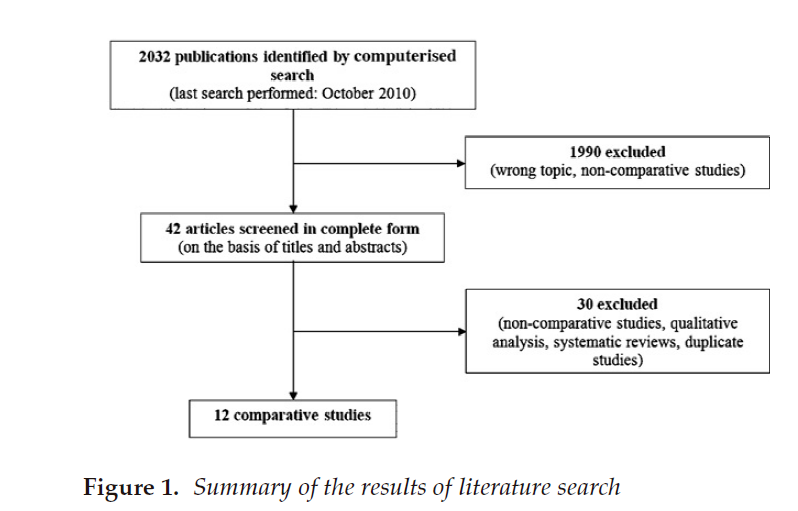 2032 publications identified by computerised
search
(last search performed: October 2010)
1990 excluded
(wrong topic, non-comparative studies)
42 articles screened in complete form
(on the basis of titles and abstracts)
30 excluded
(non-comparative studies, qualitative
analysis, systematic reviews, duplicate
studies)
12 comparative studies
Figure 1. Summary of the results of literature search